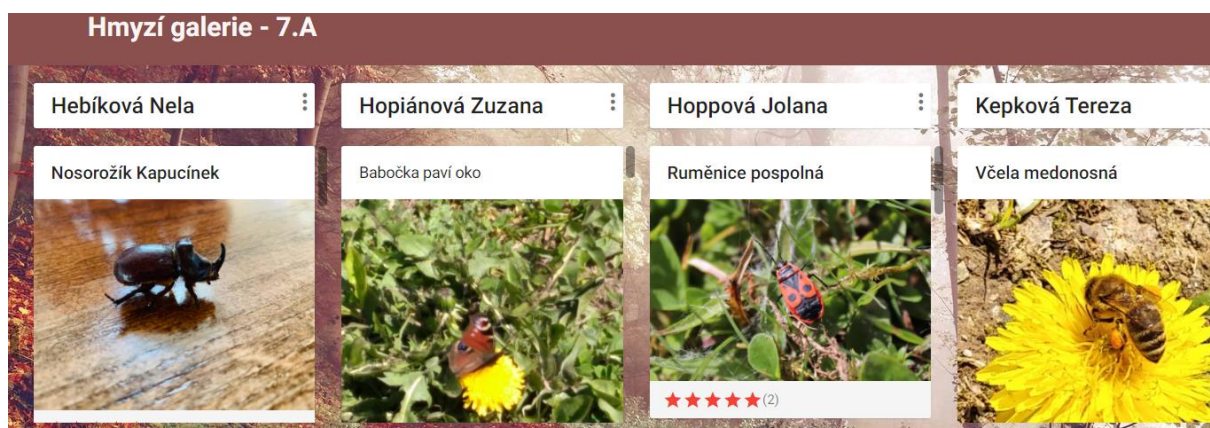 Hmyzí galerie - 7.A
Hebíková Nela
Hopiánová Zuzana
Hoppová Jolana
Kepková Tereza
Nosorožík Kapucínek
Babočka paví oko
Ruměnice pospolná
Včela medonosná
(2)